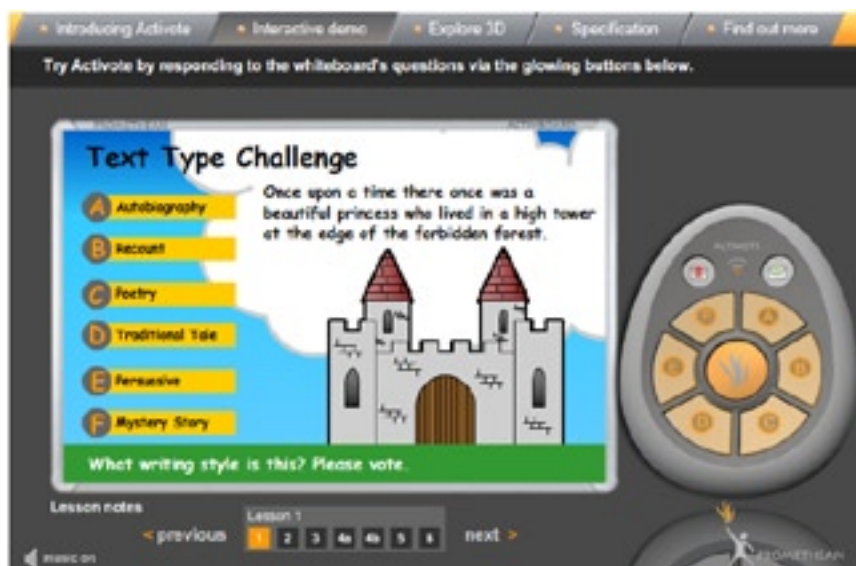 Introducing Activote
Interactive demo
Explore 3D
Specification
Find out more
Try Activote by responding to the whiteboard's questions via the glowing buttons below.
PROMETHEAN
ACTIVBOARD
Text Type Challenge
Once upon a time there once was a
beautiful princess who lived in a high tower
at the edge of the forbidden forest.
A Autobiography
B Recount
C Poetry
D Traditional Tale
E Persuasive
F Mystery Story
What writing style is this? Please vote.
ACTIVOTE
F
A
E
B
D
C
Lesson notes
< previous
Lesson 1
1 2 3 4a 4b 5 6
next >
music on
PROMETHEAN